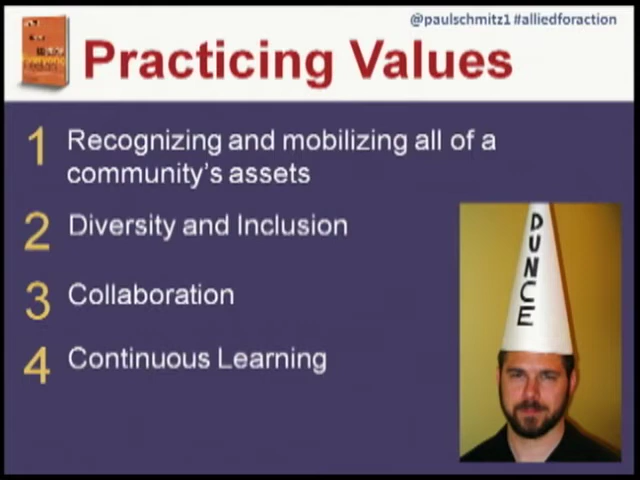 @paulschmitz1 #alliedforaction
Practicing Values
1 Recognizing and mobilizing all of a
community's assets
2 Diversity and Inclusion
3 Collaboration
4 Continuous Learning
DUNCE